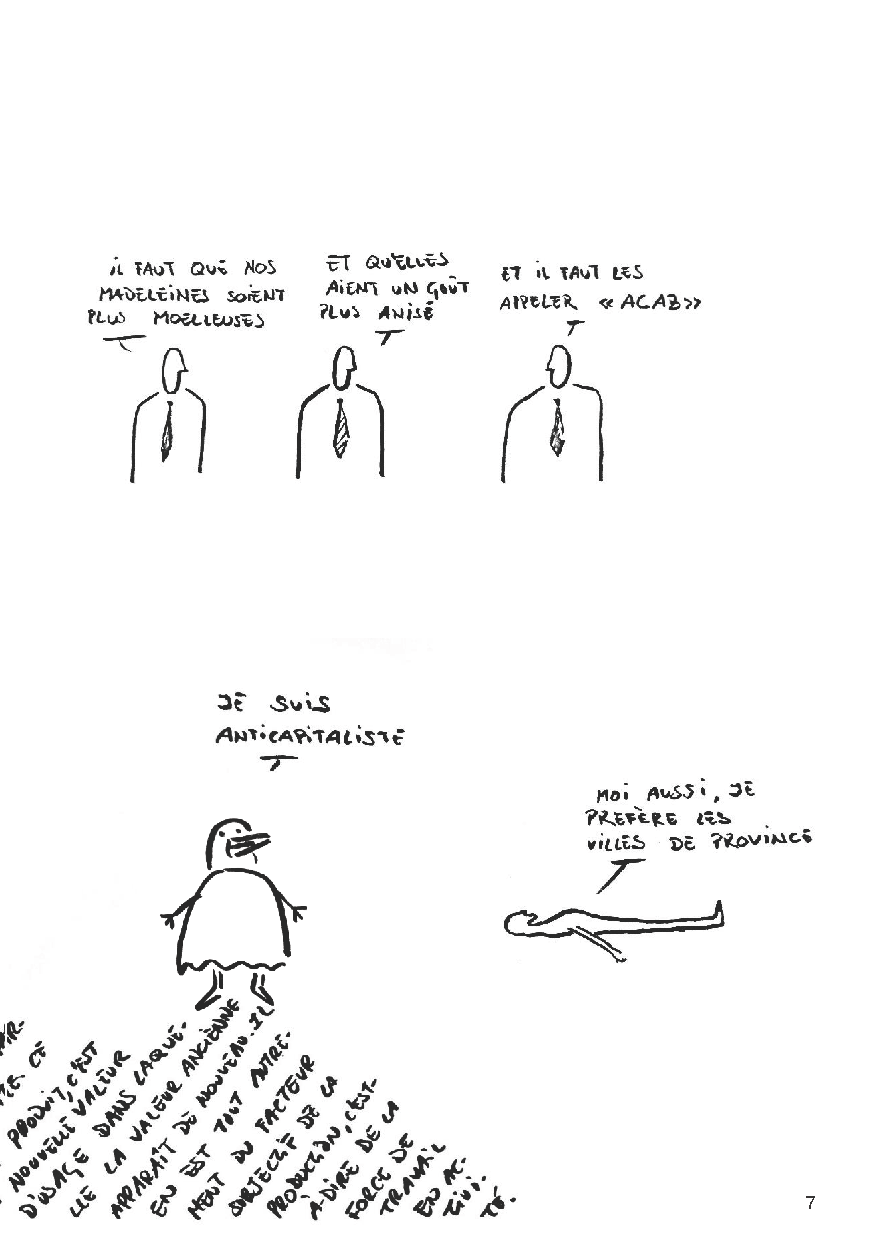 IL FAUT QUE NOS
MADELEINES SOIENT
PLUS MOELLEUSES
ET QU'ELLES
AIENT UN GOÛT
PLUS ANISÉ
ET IL FAUT LES
APPELER « ACAB »
JE SUIS
ANTICAPITALISTE
MOI AUSSI, JE
PREFÈRE LES
VILLES DE PROVINCE
CE
PRODUIT, C'EST
NOUVELLE VALEUR
D'USAGE DANS LAQUE-
LLE LA VALEUR ANCIENNE
APPARAÎT DE NOUVEAU. IL
EN EST TOUT AUTRE-
MENT DU FACTEUR
SUBJECTIF DE LA
PRODUCTION, C'EST-
À-DIRE DE LA
FORCE DE
TRAVAIL
EN AC-
TIVI-
TÉ.
7